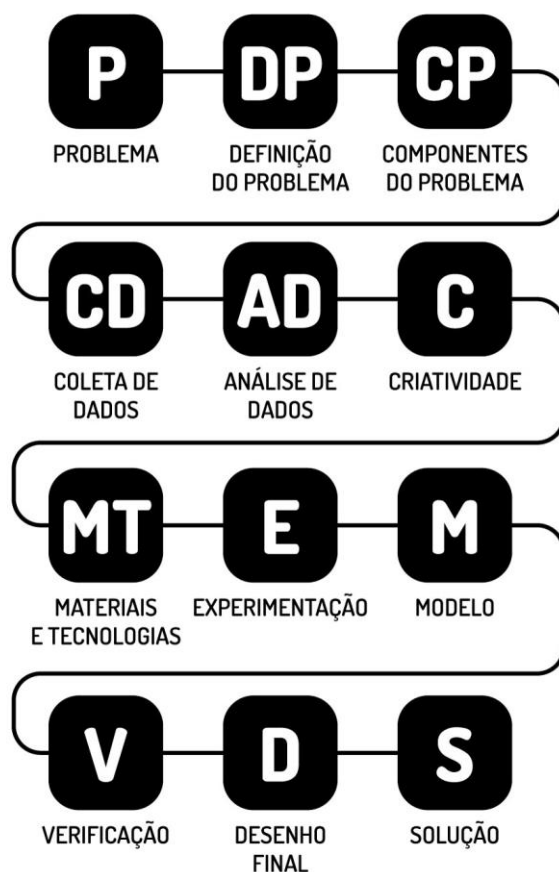 P
DP
CP
PROBLEMA
DEFINIÇÃO
DO PROBLEMA
COMPONENTES
DO PROBLEMA
CD
AD
C
COLETA DE
DADOS
ANÁLISE DE
DADOS
CRIATIVIDADE
MT
E
M
MATERIAIS
E TECNOLOGIAS
EXPERIMENTAÇÃO
MODELO
V
D
S
VERIFICAÇÃO
DESENHO
FINAL
SOLUÇÃO